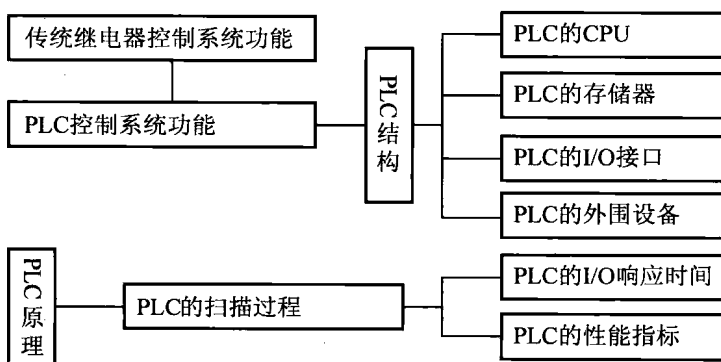 传统继电器控制系统功能
PLC控制系统功能
PLC结构
PLC的CPU
PLC的存储器
PLC的I/O接口
PLC的外围设备
PLC原理
PLC的扫描过程
PLC的I/O响应时间
PLC的性能指标